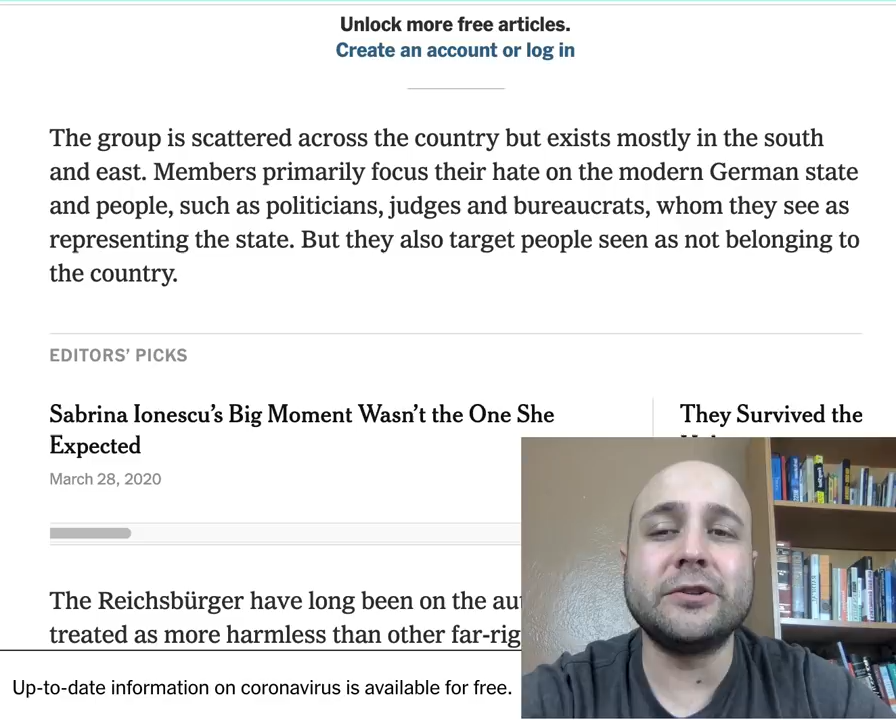 Unlock more free articles.
Create an account or log in
The group is scattered across the country but exists mostly in the south
and east. Members primarily focus their hate on the modern German state
and people, such as politicians, judges and bureaucrats, whom they see as
representing the state. But they also target people seen as not belonging to
the country.
EDITORS’ PICKS
Sabrina Ionescu’s Big Moment Wasn’t the One She
Expected
March 28, 2020
They Survived the
The Reichsbürger have long been on the
treated as more harmless than other
Up-to-date information on coronavirus is available for free.